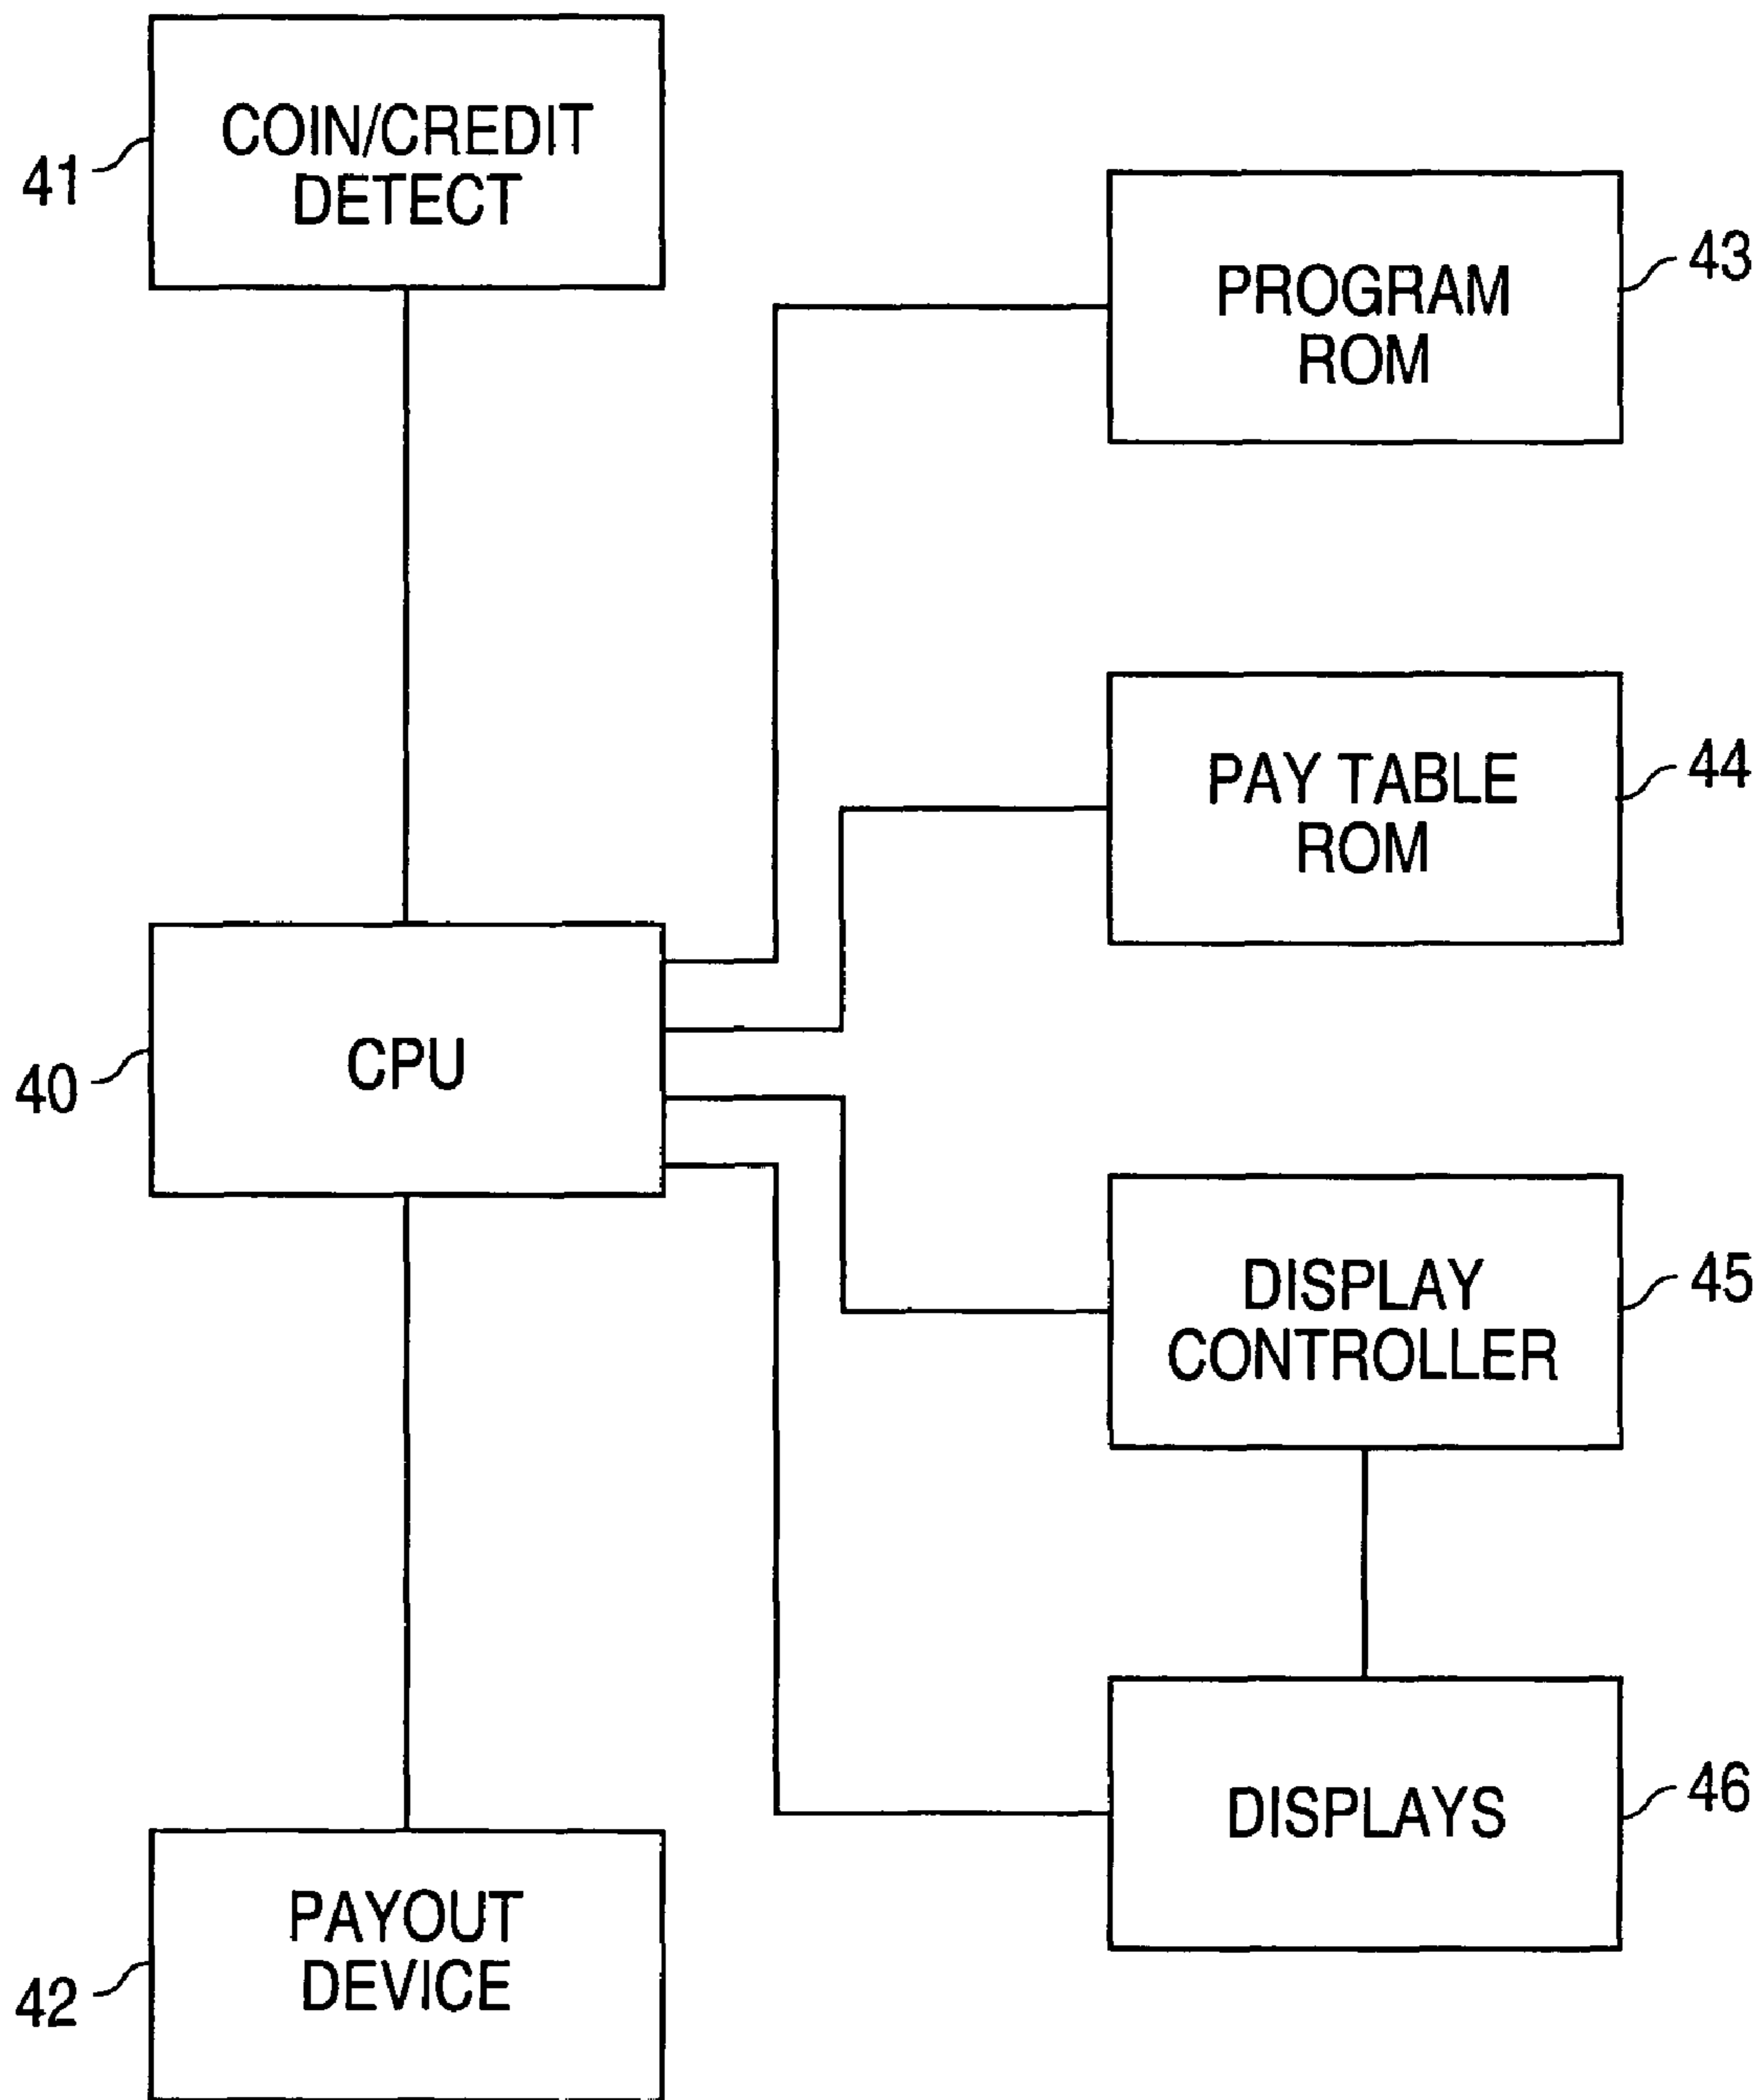 COIN/CREDIT
DETECT
41
PROGRAM
ROM
43
PAY TABLE
ROM
44
CPU
40
DISPLAY
CONTROLLER
45
DISPLAYS
46
PAYOUT
DEVICE
42